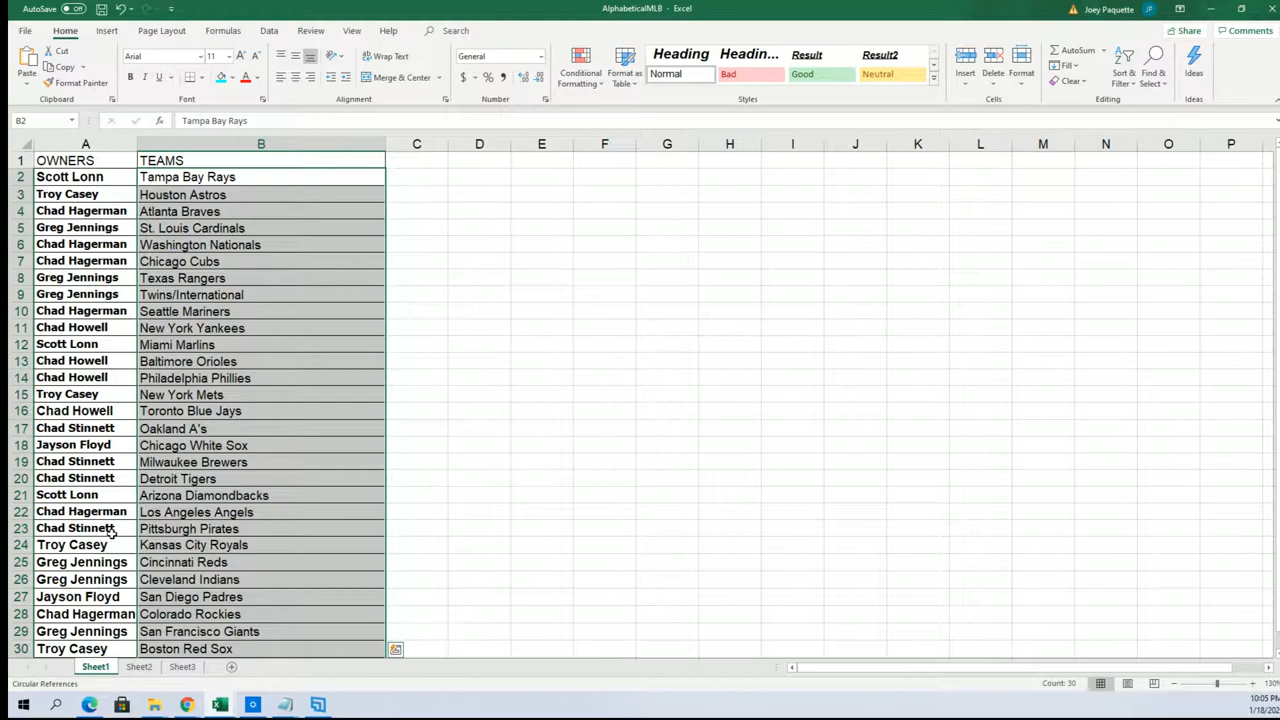 AutoSave Off AlphabeticalMLB - Excel Joey Paquette JP
File Home Insert Page Layout Formulas Data Review View Help Search Share Comments
Paste Cut Copy Format Painter Clipboard
Arial 11 A A B I U A Font
Wrap Text Merge & Center Alignment
General $ % , Number
Conditional Formatting Format as Table
Heading Headin... Result Result2
Normal Bad Good Neutral
Styles
Insert Delete Format Cells
AutoSum Fill Clear Sort & Filter Find & Select Editing
Ideas Ideas
B2 fx Tampa Bay Rays
A B C D E F G H I J K L M N O P
1 OWNERS TEAMS
2 Scott Lonn Tampa Bay Rays
3 Troy Casey Houston Astros
4 Chad Hagerman Atlanta Braves
5 Greg Jennings St. Louis Cardinals
6 Chad Hagerman Washington Nationals
7 Chad Hagerman Chicago Cubs
8 Greg Jennings Texas Rangers
9 Greg Jennings Twins/International
10 Chad Hagerman Seattle Mariners
11 Chad Howell New York Yankees
12 Scott Lonn Miami Marlins
13 Chad Howell Baltimore Orioles
14 Chad Howell Philadelphia Phillies
15 Troy Casey New York Mets
16 Chad Howell Toronto Blue Jays
17 Chad Stinnett Oakland A's
18 Jayson Floyd Chicago White Sox
19 Chad Stinnett Milwaukee Brewers
20 Chad Stinnett Detroit Tigers
21 Scott Lonn Arizona Diamondbacks
22 Chad Hagerman Los Angeles Angels
23 Chad Stinnett Pittsburgh Pirates
24 Troy Casey Kansas City Royals
25 Greg Jennings Cincinnati Reds
26 Greg Jennings Cleveland Indians
27 Jayson Floyd San Diego Padres
28 Chad Hagerman Colorado Rockies
29 Greg Jennings San Francisco Giants
30 Troy Casey Boston Red Sox
Sheet1 Sheet2 Sheet3
Circular References Count: 30 130%
10:05 PM
1/18/202